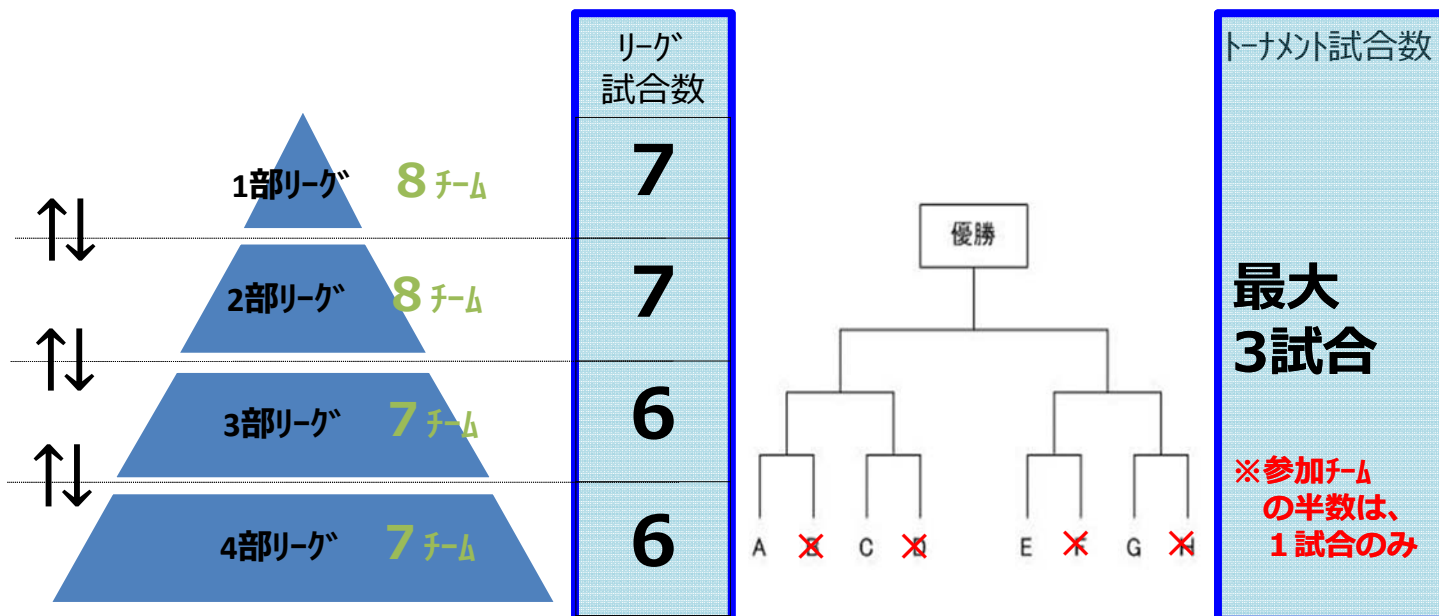 リーグ
試合数
トーナメント試合数
1部リーグ 8チーム
7
2部リーグ 8チーム
7
3部リーグ 7チーム
6
4部リーグ 7チーム
6
優勝
A B C D E F G H
最大
3試合
※参加チーム
の半数は、
１試合のみ